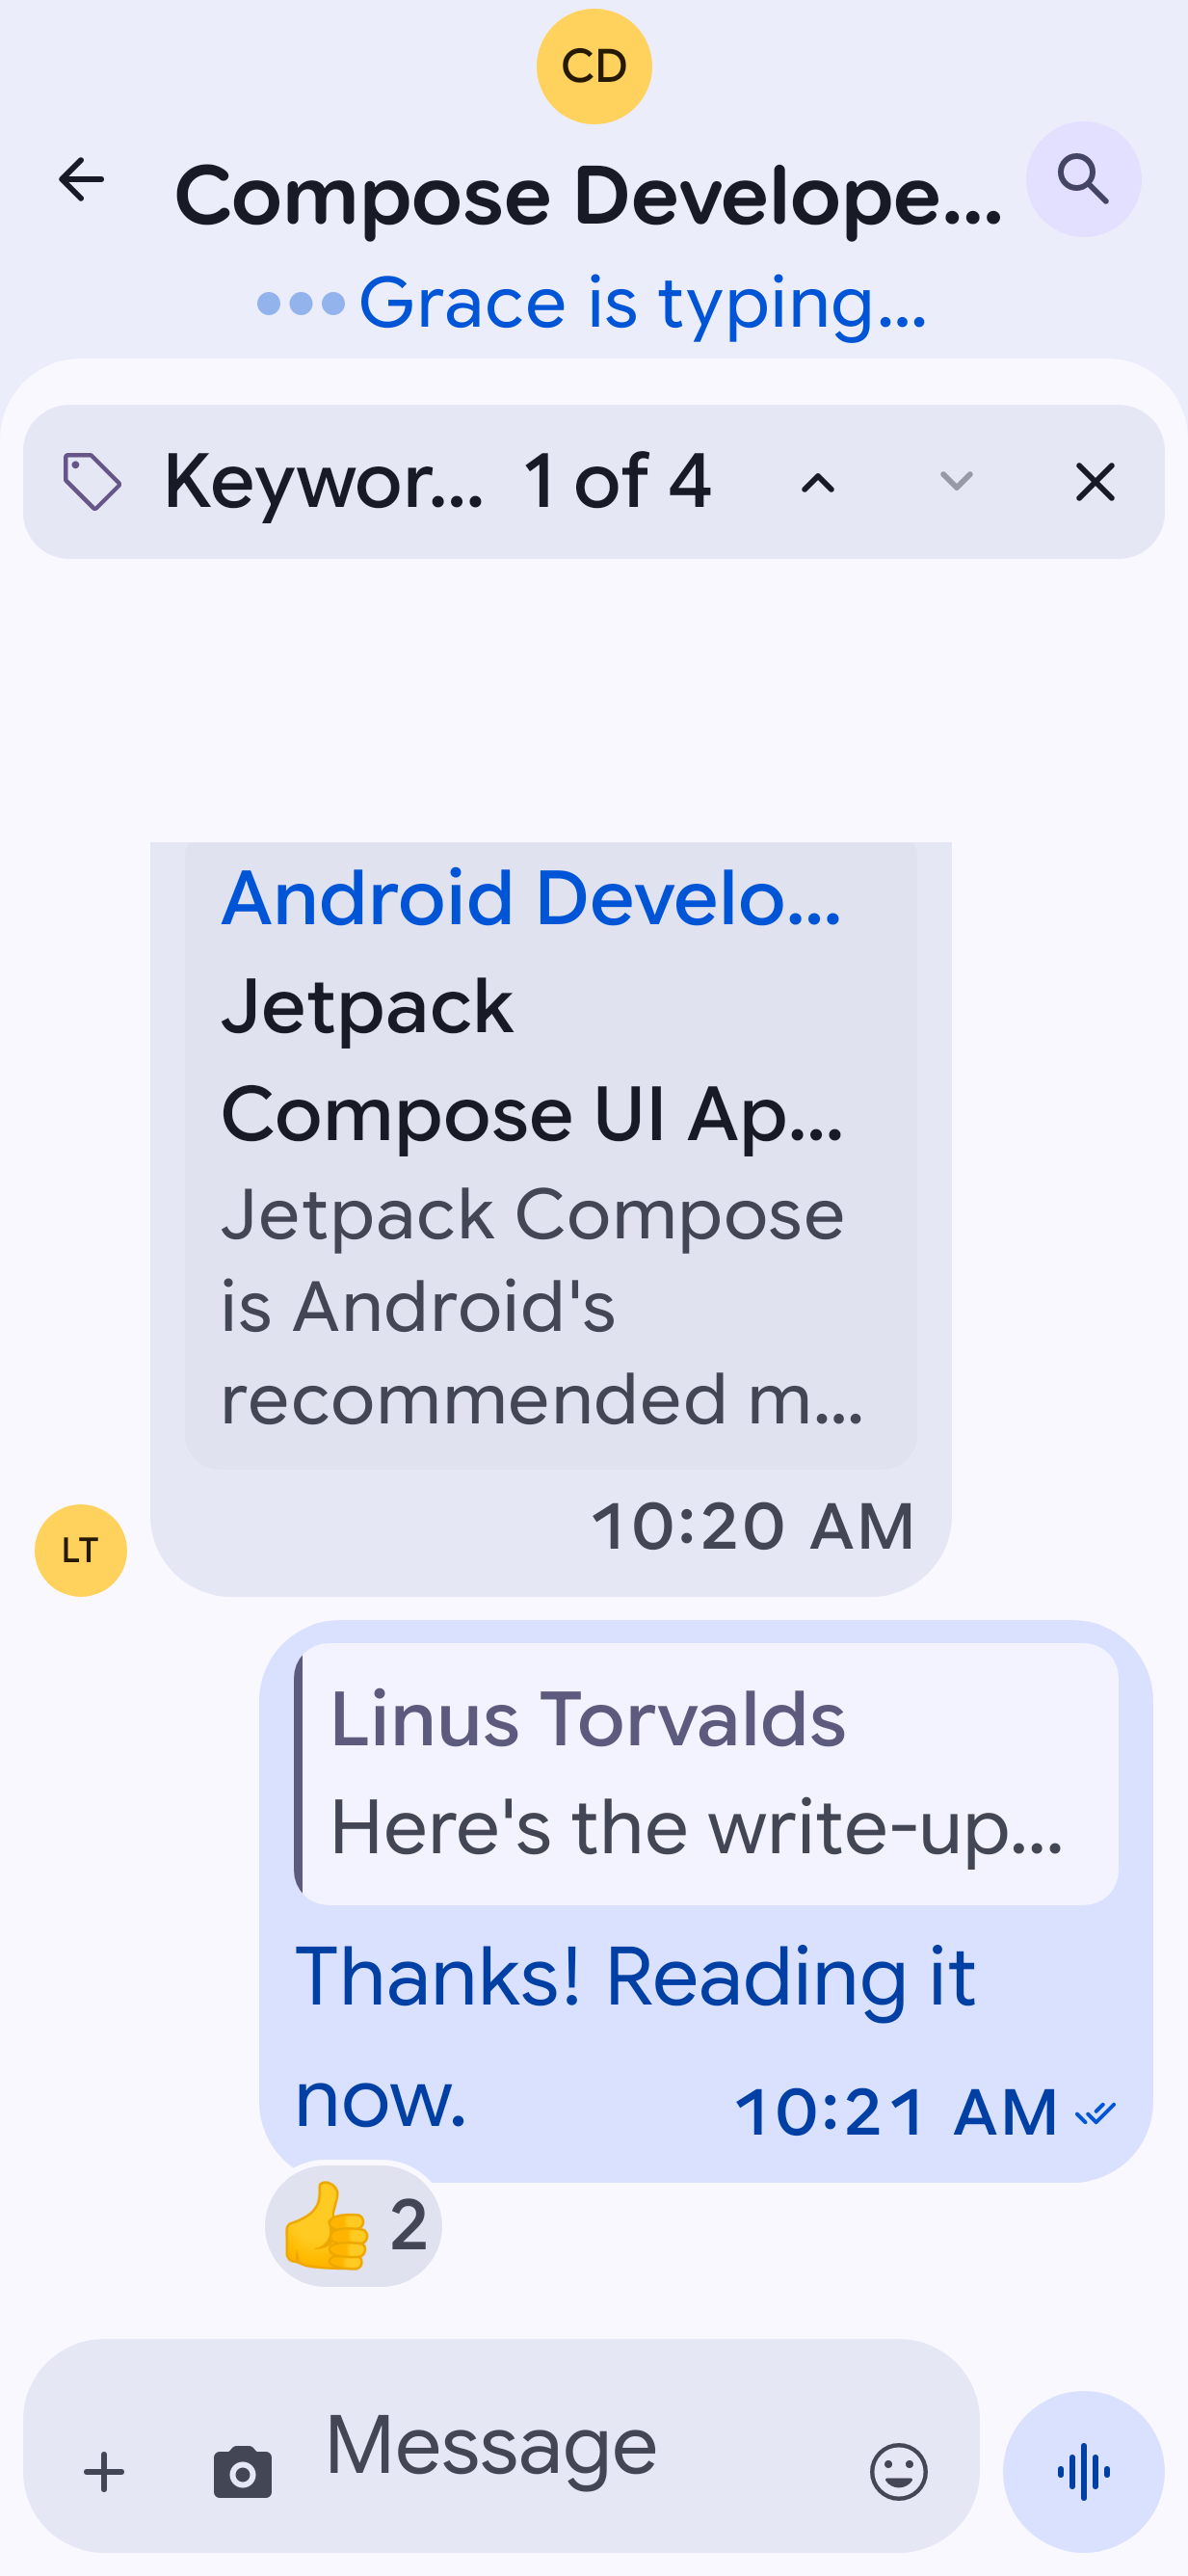 CD
Compose Develope...
Grace is typing...
Keywor... 1 of 4
Android Develo...
Jetpack
Compose UI Ap...
Jetpack Compose
is Android's
recommended m...
10:20 AM
LT
Linus Torvalds
Here's the write-up...
Thanks! Reading it
now.
10:21 AM
👍 2
Message